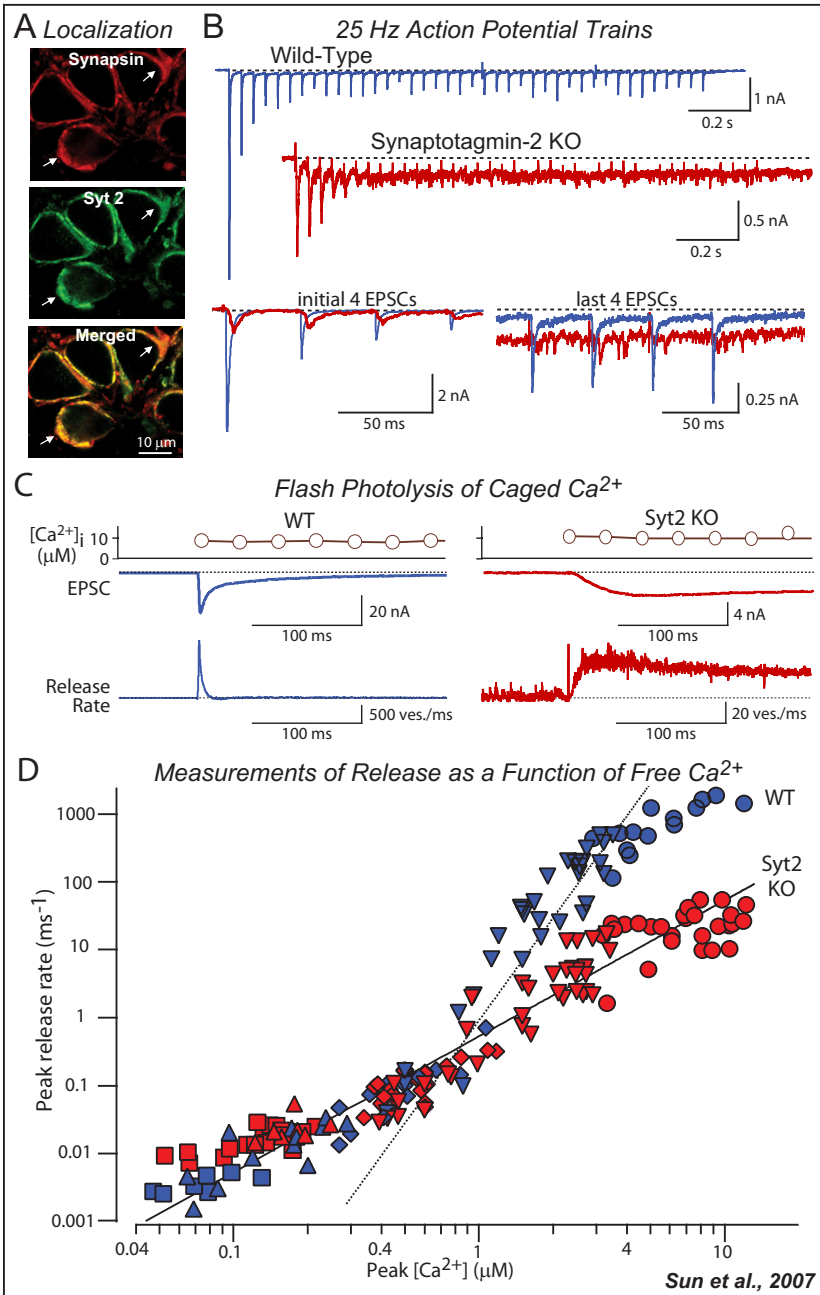 A Localization
Synapsin
Syt 2
Merged
10 μm
B 25 Hz Action Potential Trains
Wild-Type
1 nA
0.2 s
Synaptotagmin-2 KO
0.5 nA
0.2 s
initial 4 EPSCs
last 4 EPSCs
2 nA
50 ms
0.25 nA
50 ms
C Flash Photolysis of Caged Ca2+
WT
Syt2 KO
[Ca2+]i 10
(μM) 0
EPSC
20 nA
100 ms
4 nA
100 ms
Release
Rate
500 ves./ms
100 ms
20 ves./ms
100 ms
D Measurements of Release as a Function of Free Ca2+
WT
Syt2
KO
Peak release rate (ms-1)
1000
100
10
1
0.1
0.01
0.001
0.04 0.1 0.4 1 4 10
Peak [Ca2+] (μM)
Sun et al., 2007